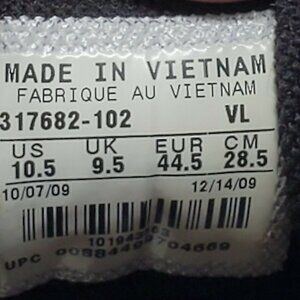 MADE IN VIETNAM
FABRIQUE AU VIETNAM
317682-102 VL
US UK EUR CM
10.5 9.5 44.5 28.5
10/07/09 12/14/09
UPC